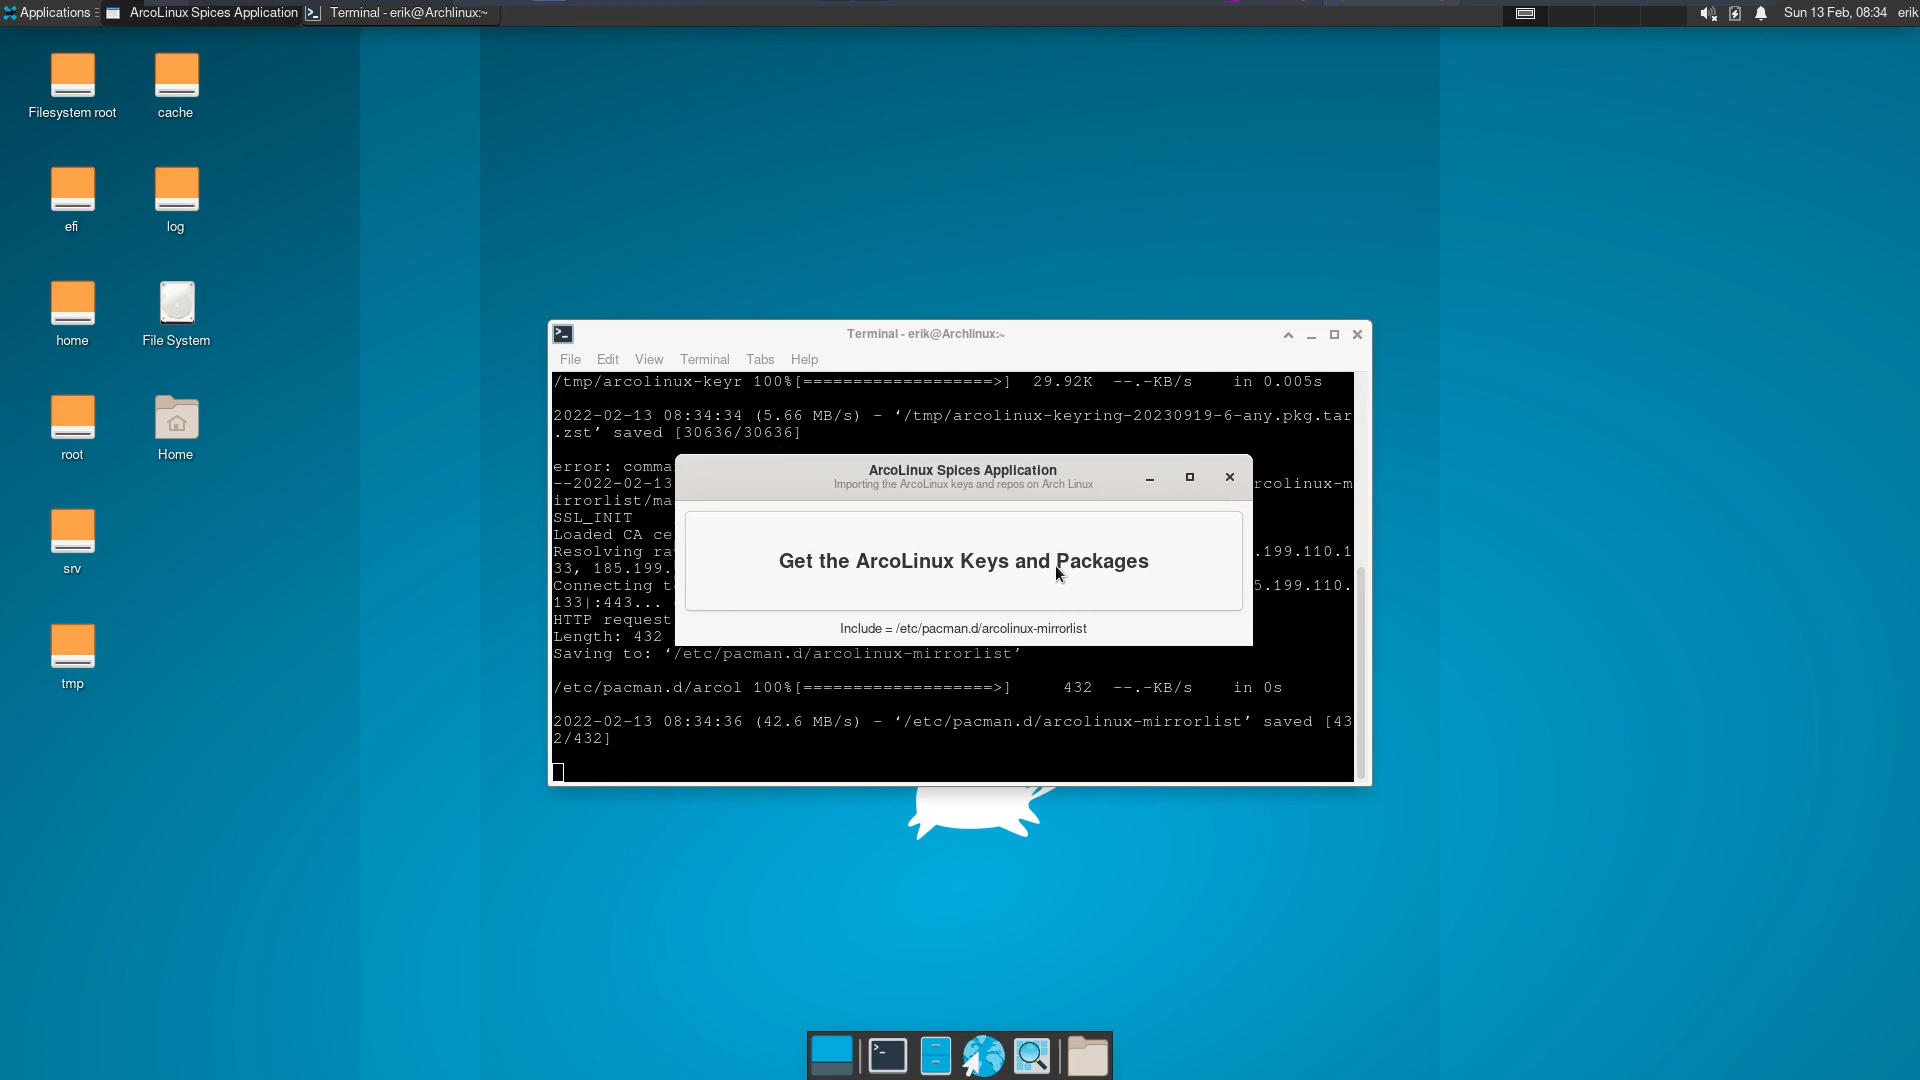 Applications
ArcoLinux Spices Application
Terminal - erik@Archlinux:~
Sun 13 Feb, 08:34
erik
Filesystem root
cache
efi
log
home
File System
root
Home
srv
tmp
Terminal - erik@Archlinux:~
File Edit View Terminal Tabs Help
/tmp/arcolinux-keyr 100%[===================>]  29.92K  --.-KB/s    in 0.005s
2022-02-13 08:34:34 (5.66 MB/s) - ‘/tmp/arcolinux-keyring-20230919-6-any.pkg.tar
.zst’ saved [30636/30636]
error: comma
--2022-02-13 rcolinux-m
irrorlist/ma
SSL_INIT
Loaded CA ce
Resolving ra .199.110.1
33, 185.199.
Connecting t 5.199.110.
133|:443...
HTTP request
Length: 432
Saving to: ‘/etc/pacman.d/arcolinux-mirrorlist’
/etc/pacman.d/arcol 100%[===================>]     432  --.-KB/s    in 0s
2022-02-13 08:34:36 (42.6 MB/s) - ‘/etc/pacman.d/arcolinux-mirrorlist’ saved [43
2/432]
ArcoLinux Spices Application
Importing the ArcoLinux keys and repos on Arch Linux
Get the ArcoLinux Keys and Packages
Include = /etc/pacman.d/arcolinux-mirrorlist